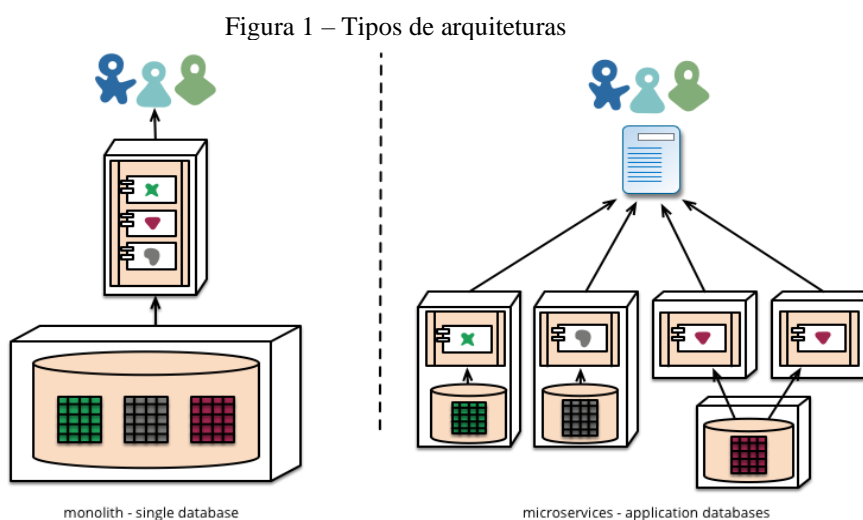 Figura 1 – Tipos de arquiteturas
monolith - single database
microservices - application databases